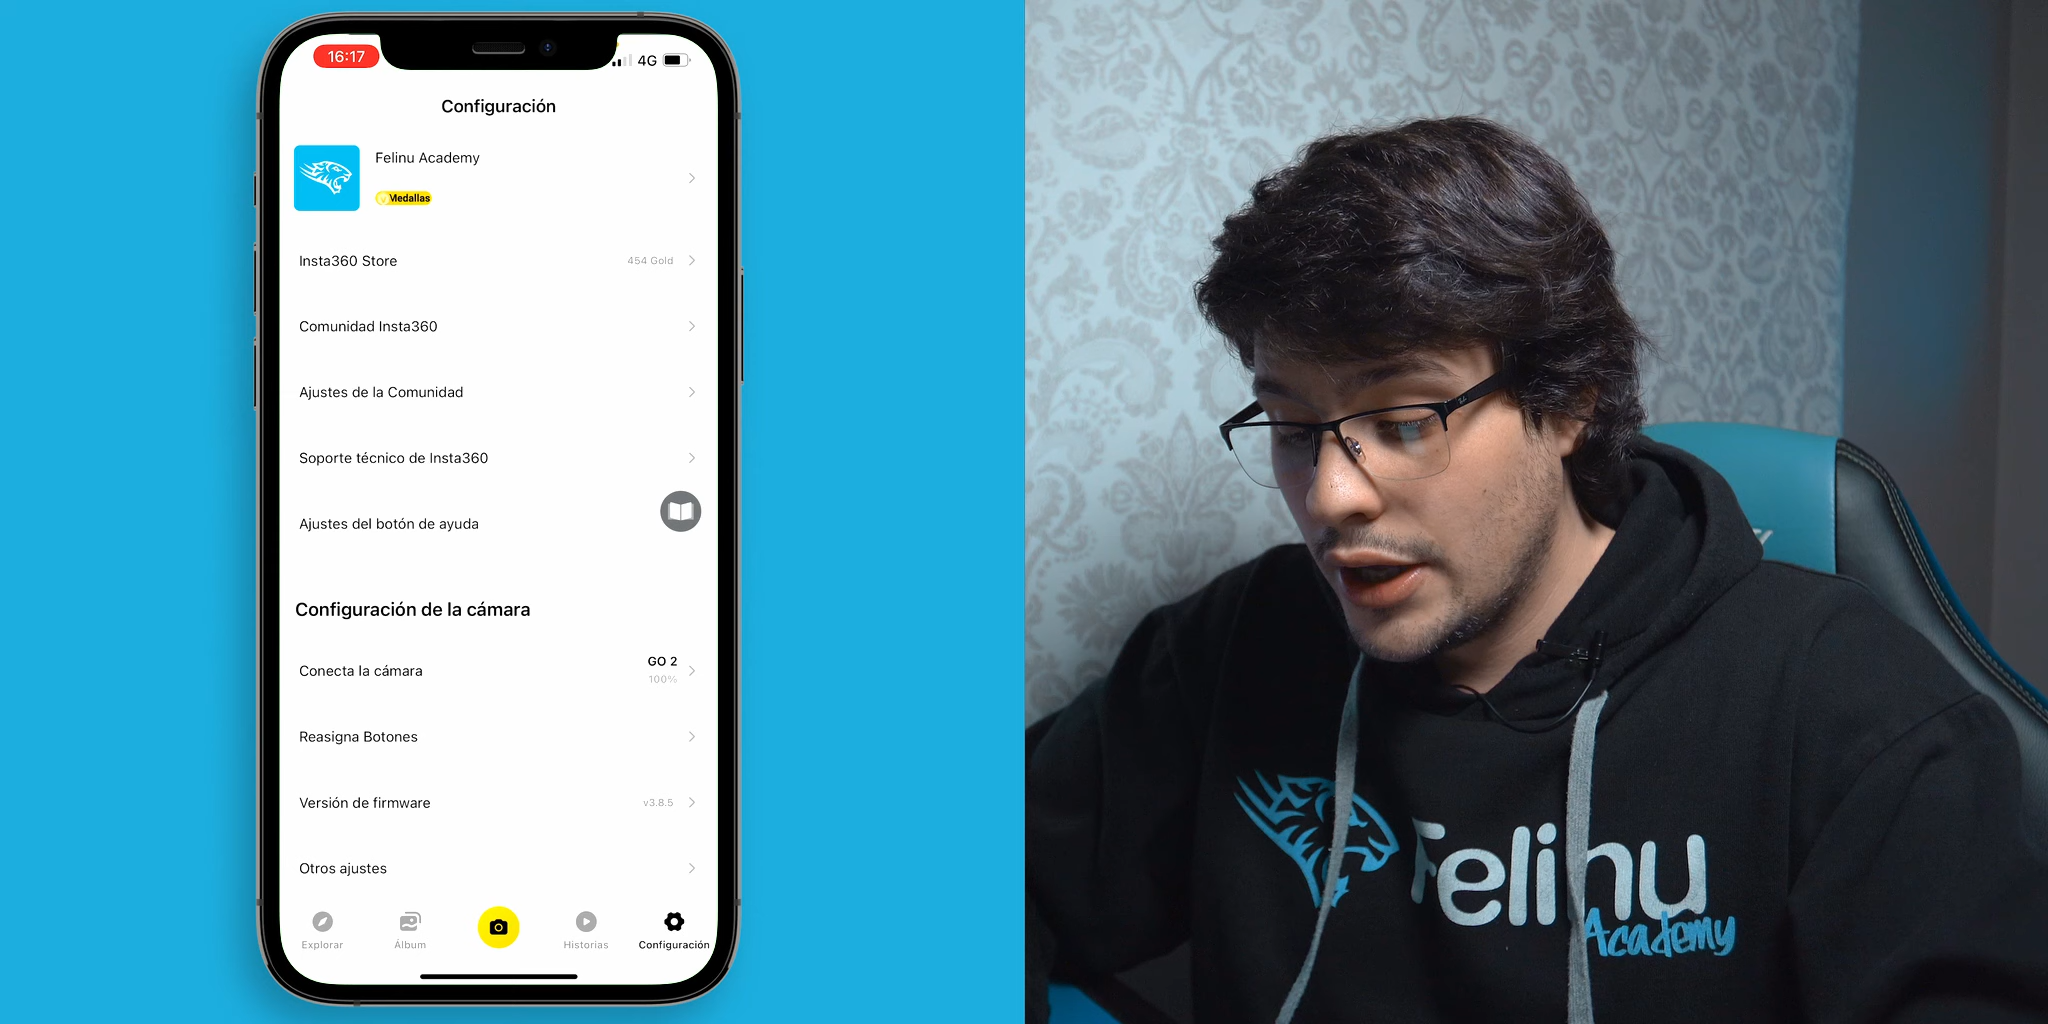 16:17
4G
Configuración
Felinu Academy
Medallas
Insta360 Store
454 Gold
Comunidad Insta360
Ajustes de la Comunidad
Soporte técnico de Insta360
Ajustes del botón de ayuda
Configuración de la cámara
Conecta la cámara
GO 2
100%
Reasigna Botones
Versión de firmware
v3.8.5
Otros ajustes
Explorar
Álbum
Historias
Configuración
Felinu
Academy